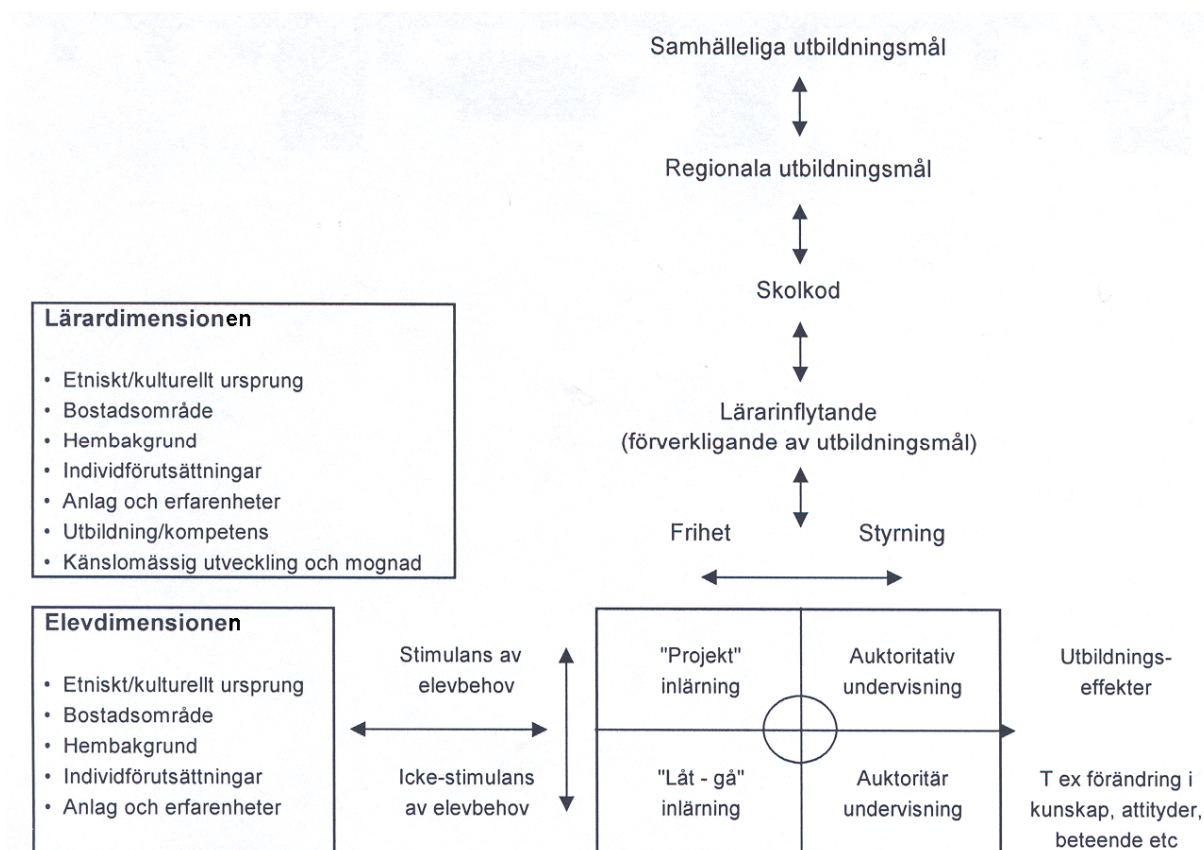 Samhälleliga utbildningsmål
Regionala utbildningsmål
Skolkod
Lärardimensionen
• Etniskt/kulturellt ursprung
• Bostadsområde
• Hembakgrund
• Individförutsättningar
• Anlag och erfarenheter
• Utbildning/kompetens
• Känslomässig utveckling och mognad
Lärarinflytande
(förverkligande av utbildningsmål)
Frihet
Styrning
Elevdimensionen
• Etniskt/kulturellt ursprung
• Bostadsområde
• Hembakgrund
• Individförutsättningar
• Anlag och erfarenheter
Stimulans av
elevbehov
Icke-stimulans
av elevbehov
"Projekt"
inlärning
Auktoritativ
undervisning
"Låt - gå"
inlärning
Auktoritär
undervisning
Utbildnings-
effekter
T ex förändring i
kunskap, attityder,
beteende etc